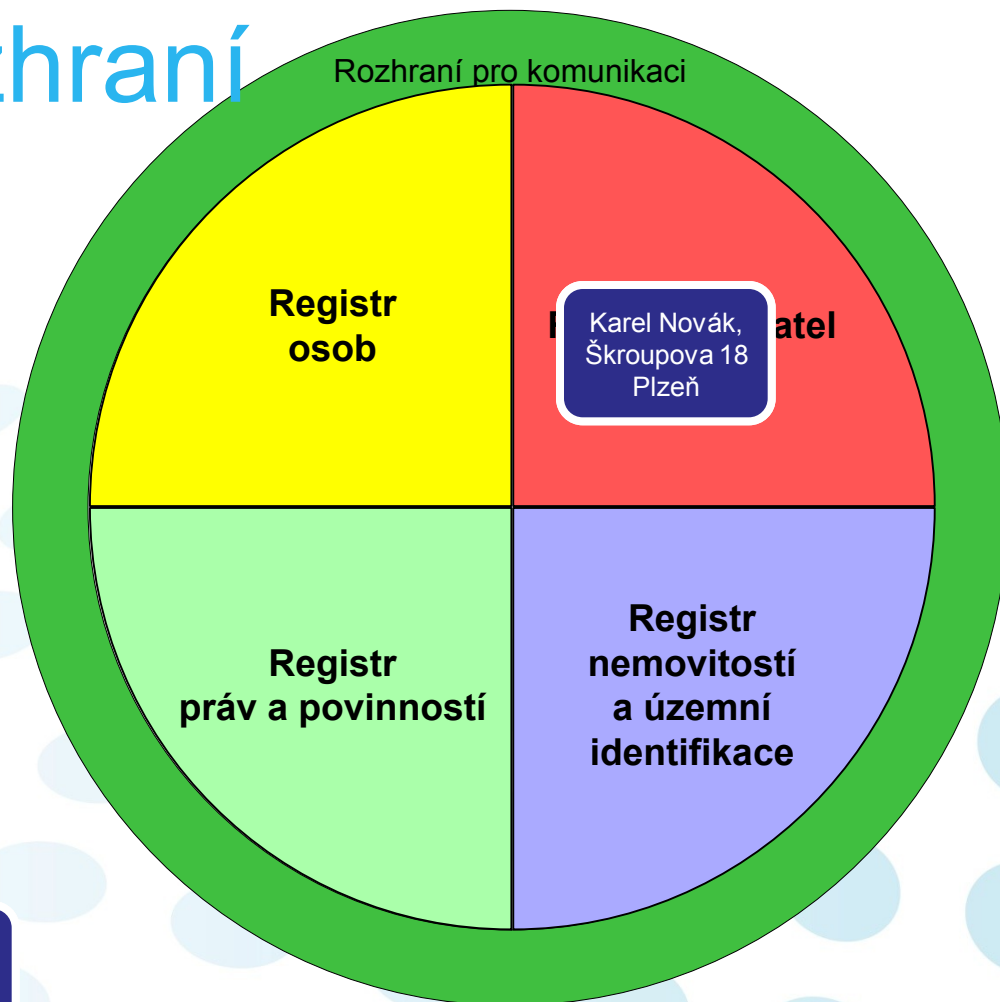 zhraní
Rozhraní pro komunikaci
Registr
osob
Karel Novák,
Škroupova 18
Plzeň
atel
Registr
práv a povinností
Registr
nemovitostí
a územní
identifikace